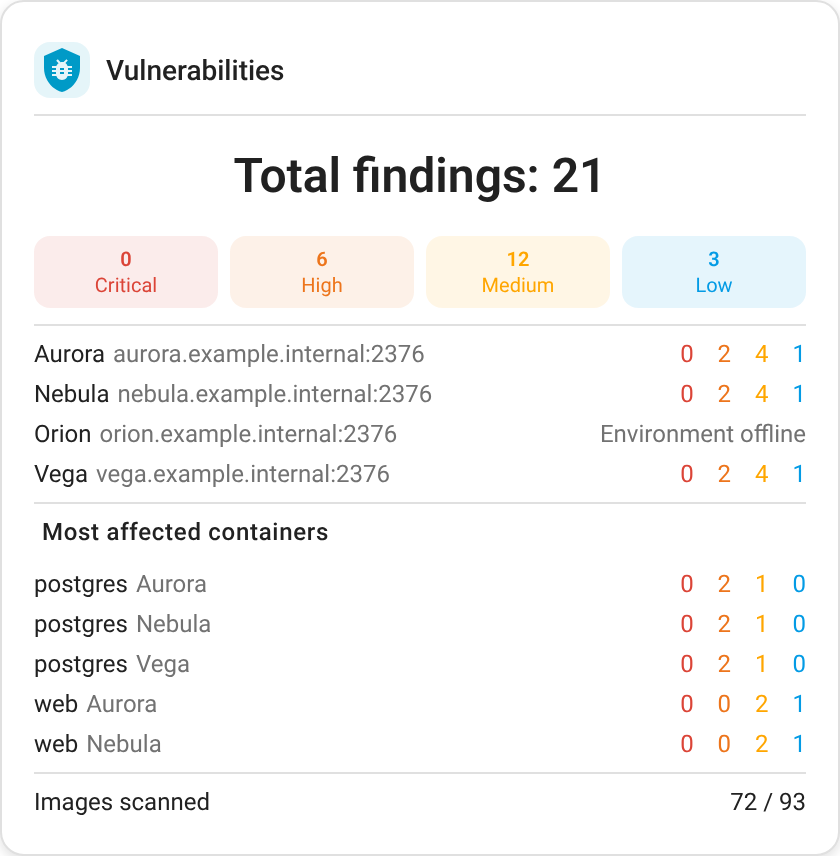 Vulnerabilities
Total findings: 21
0 6 12 3
Critical High Medium Low
Aurora aurora.example.internal:2376 0 2 4 1
Nebula nebula.example.internal:2376 0 2 4 1
Orion orion.example.internal:2376 Environment offline
Vega vega.example.internal:2376 0 2 4 1
Most affected containers
postgres Aurora 0 2 1 0
postgres Nebula 0 2 1 0
postgres Vega 0 2 1 0
web Aurora 0 0 2 1
web Nebula 0 0 2 1
Images scanned 72 / 93